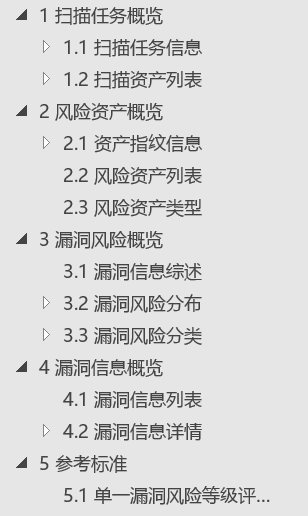 1 扫描任务概览
1.1 扫描任务信息
1.2 扫描资产列表
2 风险资产概览
2.1 资产指纹信息
2.2 风险资产列表
2.3 风险资产类型
3 漏洞风险概览
3.1 漏洞信息综述
3.2 漏洞风险分布
3.3 漏洞风险分类
4 漏洞信息概览
4.1 漏洞信息列表
4.2 漏洞信息详情
5 参考标准
5.1 单一漏洞风险等级评...